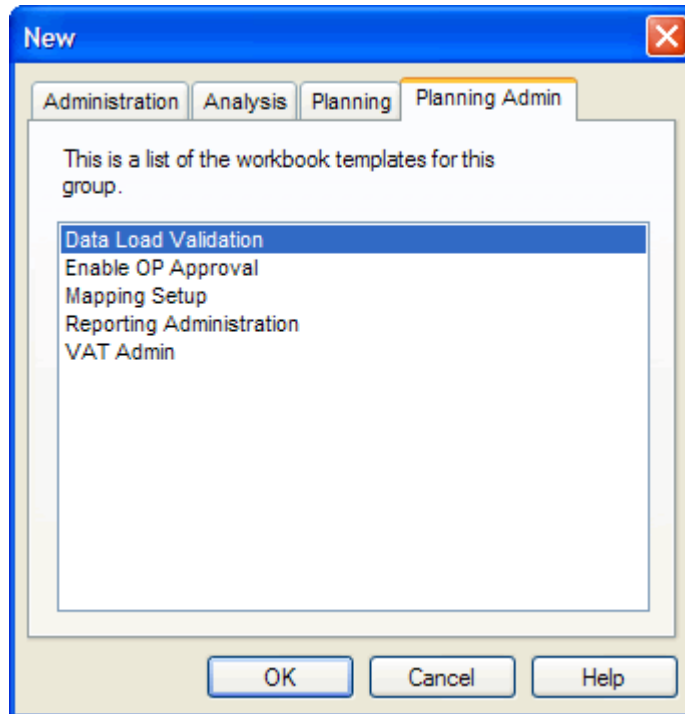 New
Administration Analysis Planning Planning Admin
This is a list of the workbook templates for this
group.
Data Load Validation
Enable OP Approval
Mapping Setup
Reporting Administration
VAT Admin
OK Cancel Help